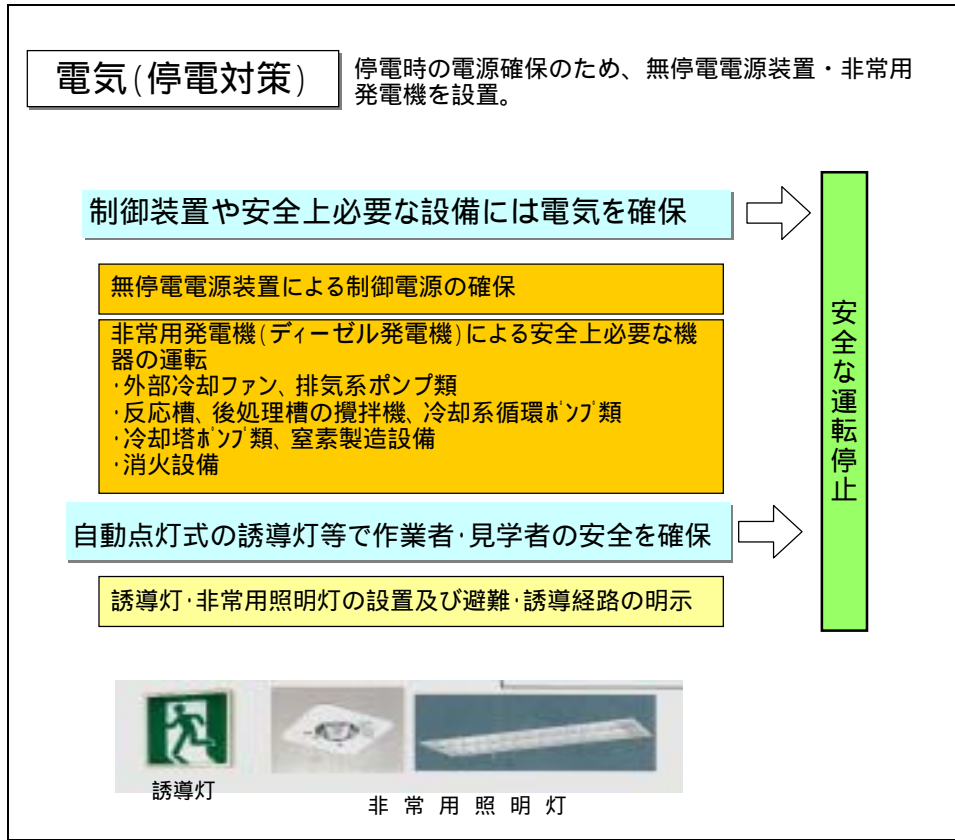 電気(停電対策)
停電時の電源確保のため、無停電電源装置・非常用
発電機を設置。
制御装置や安全上必要な設備には電気を確保
無停電電源装置による制御電源の確保
非常用発電機(ディーゼル発電機)による安全上必要な機
器の運転
・外部冷却ファン、排気系ポンプ類
・反応槽、後処理槽の攪拌機、冷却系循環ﾎﾟﾝﾌﾟ類
・冷却塔ﾎﾟﾝﾌﾟ類、窒素製造設備
・消火設備
自動点灯式の誘導灯等で作業者・見学者の安全を確保
誘導灯・非常用照明灯の設置及び避難・誘導経路の明示
安全な運転停止
誘導灯
非常用照明灯